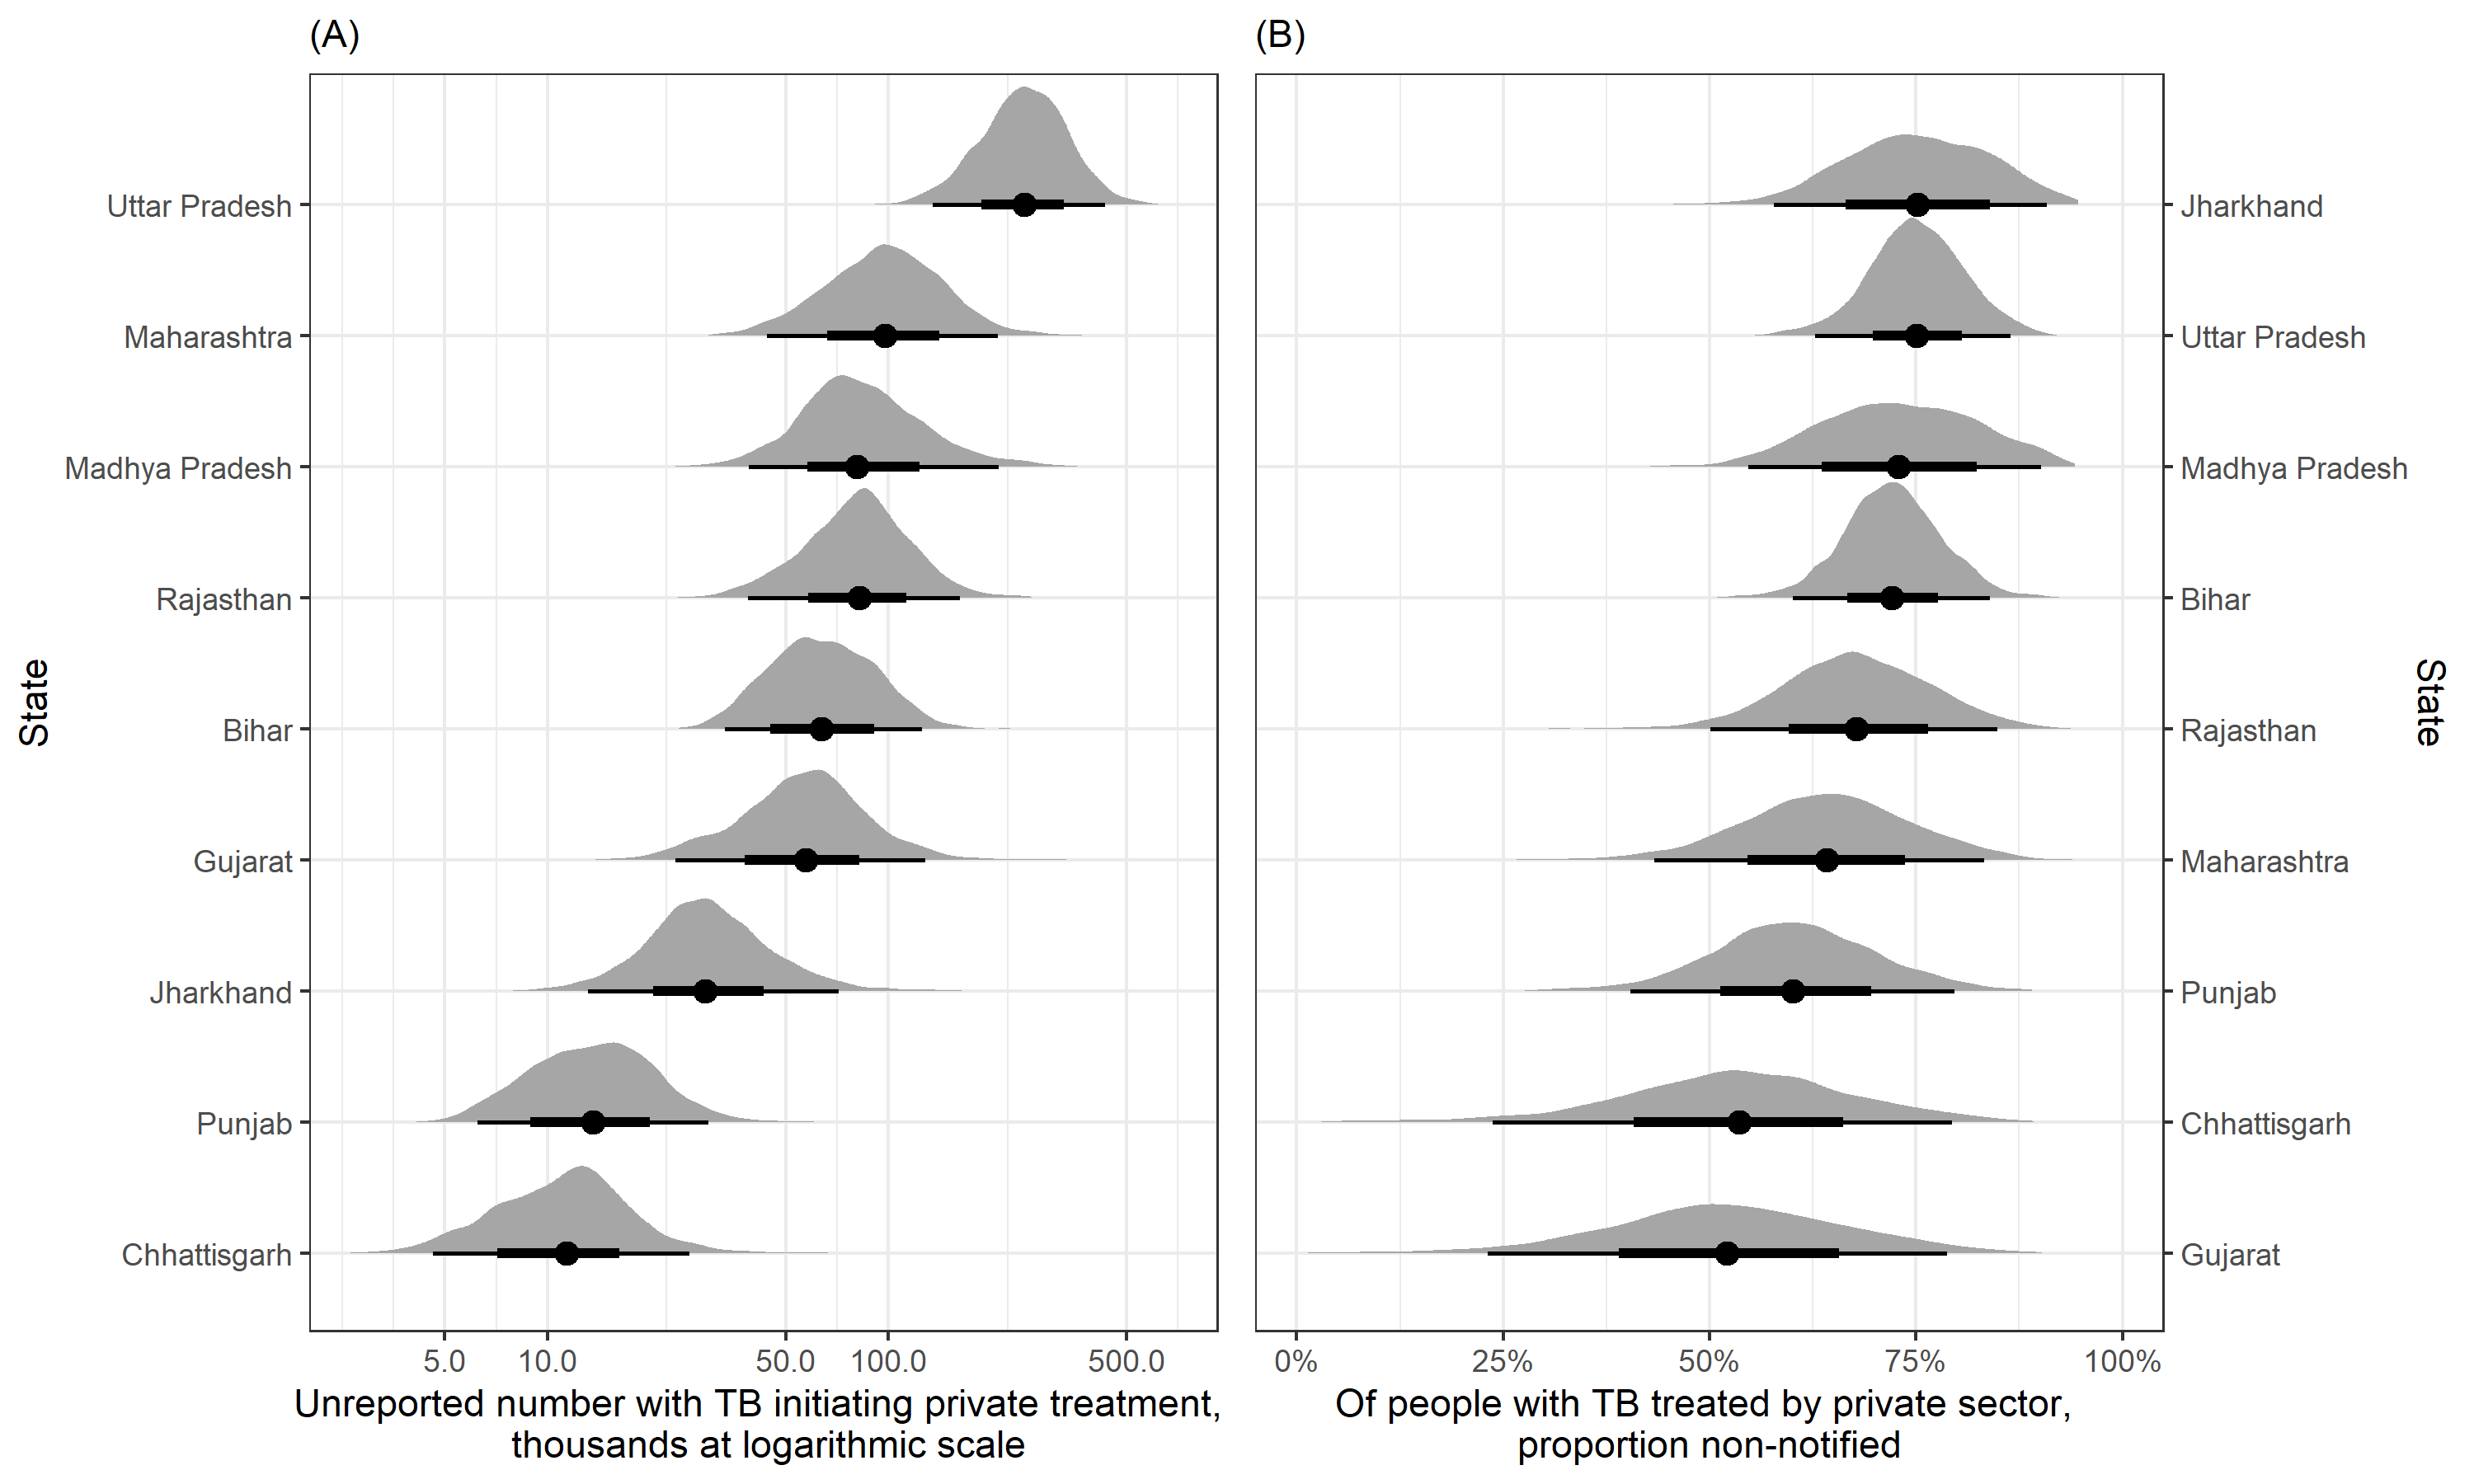 (A)
Uttar Pradesh
Maharashtra
Madhya Pradesh
Rajasthan
Bihar
Gujarat
Jharkhand
Punjab
Chhattisgarh
State
5.0 10.0 50.0 100.0 500.0
Unreported number with TB initiating private treatment,
thousands at logarithmic scale
(B)
Jharkhand
Uttar Pradesh
Madhya Pradesh
Bihar
Rajasthan
Maharashtra
Punjab
Chhattisgarh
Gujarat
State
0% 25% 50% 75% 100%
Of people with TB treated by private sector,
proportion non-notified